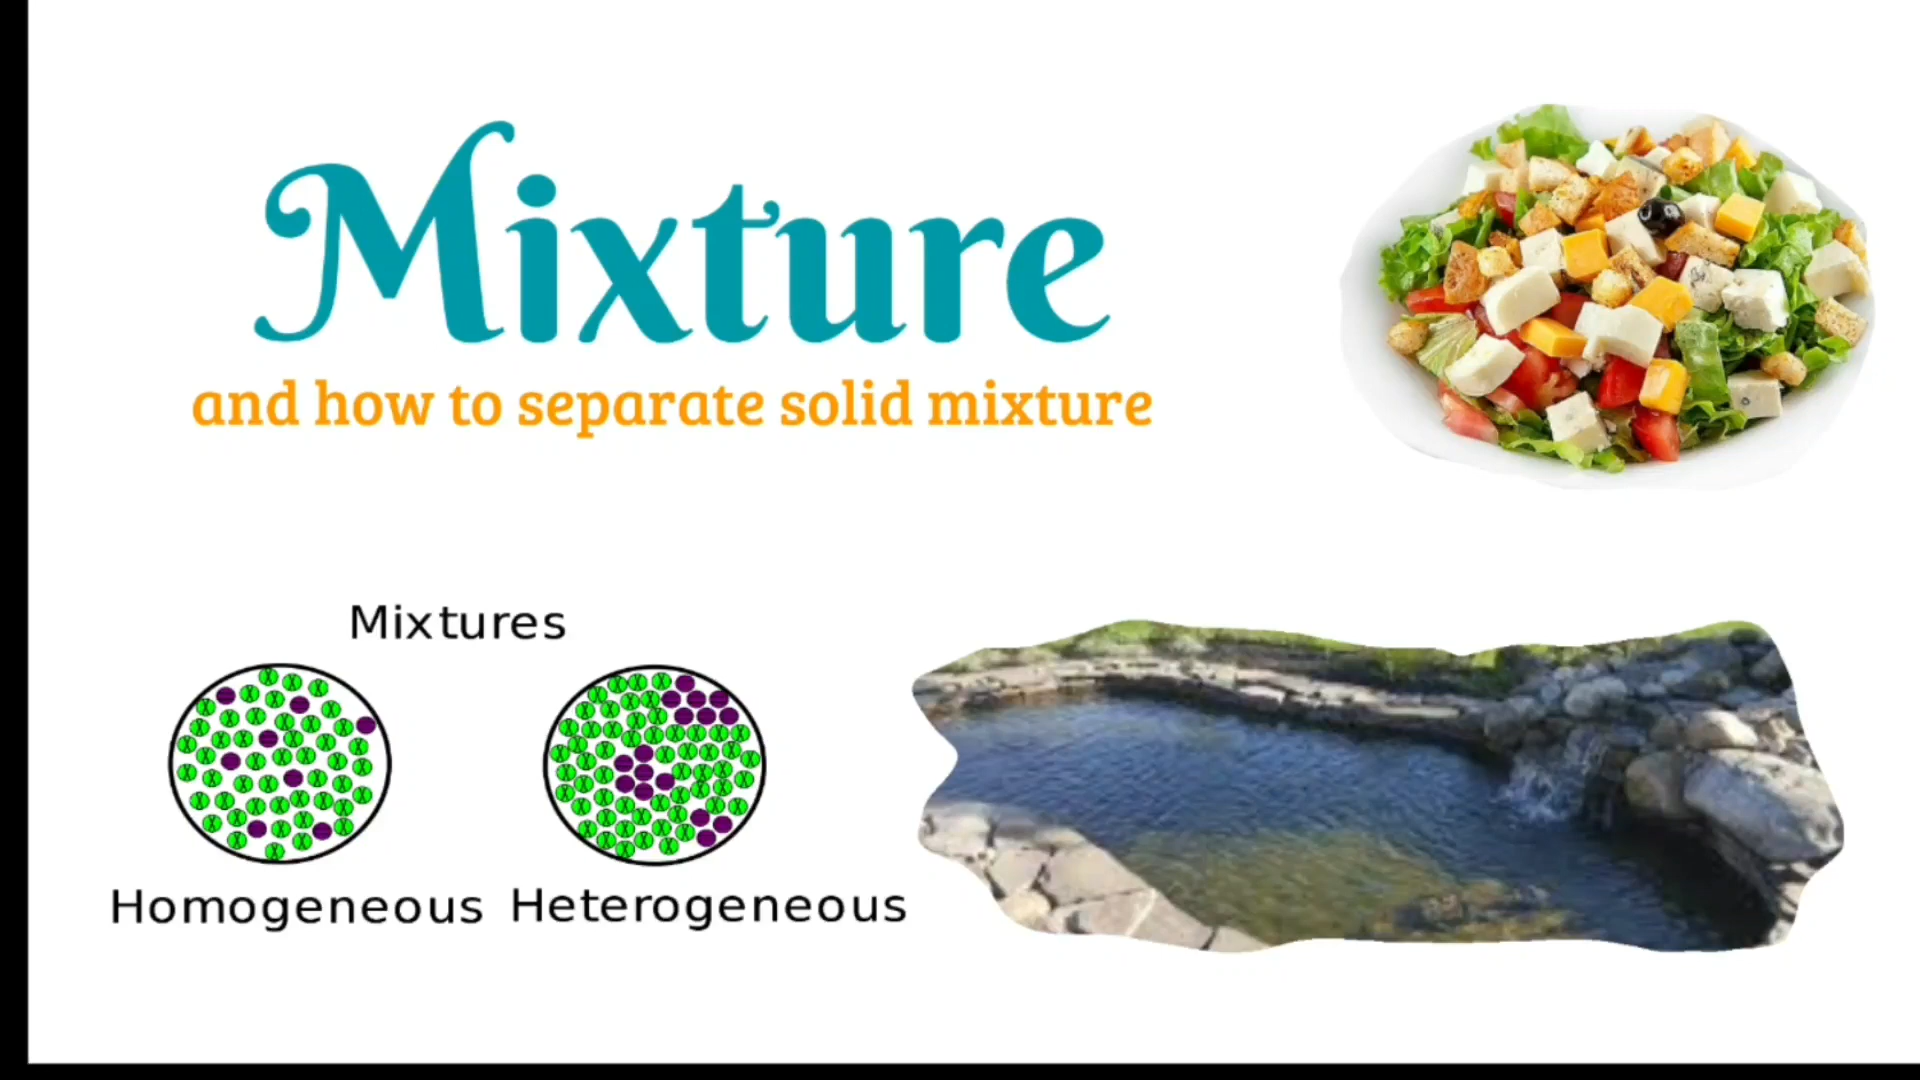 Mixture
and how to separate solid mixture
Mixtures
Homogeneous
Heterogeneous